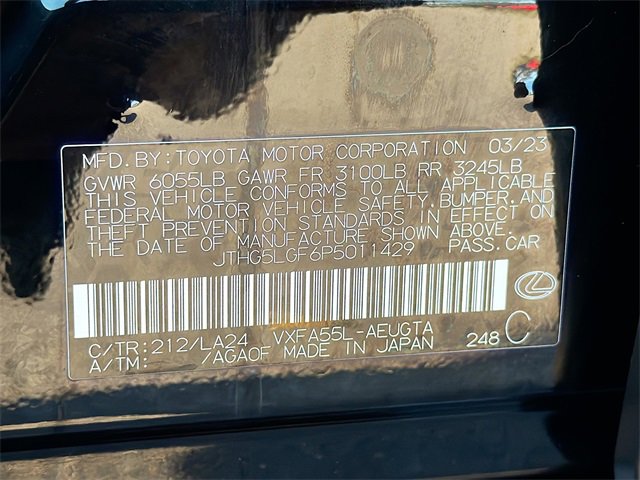 MFD. BY: TOYOTA MOTOR CORPORATION 03/23
GVWR 6055LB GAWR FR 3100LB RR 3245LB
THIS VEHICLE CONFORMS TO ALL APPLICABLE
FEDERAL MOTOR VEHICLE SAFETY, BUMPER, AND
THEFT PREVENTION STANDARDS IN EFFECT ON
THE DATE OF MANUFACTURE SHOWN ABOVE.
JTHG5LGF6P5011429 PASS. CAR
C/TR: 212/LA24 VXFA55L-AEUGTA
A/TM: /AGA0F MADE IN JAPAN 248 C